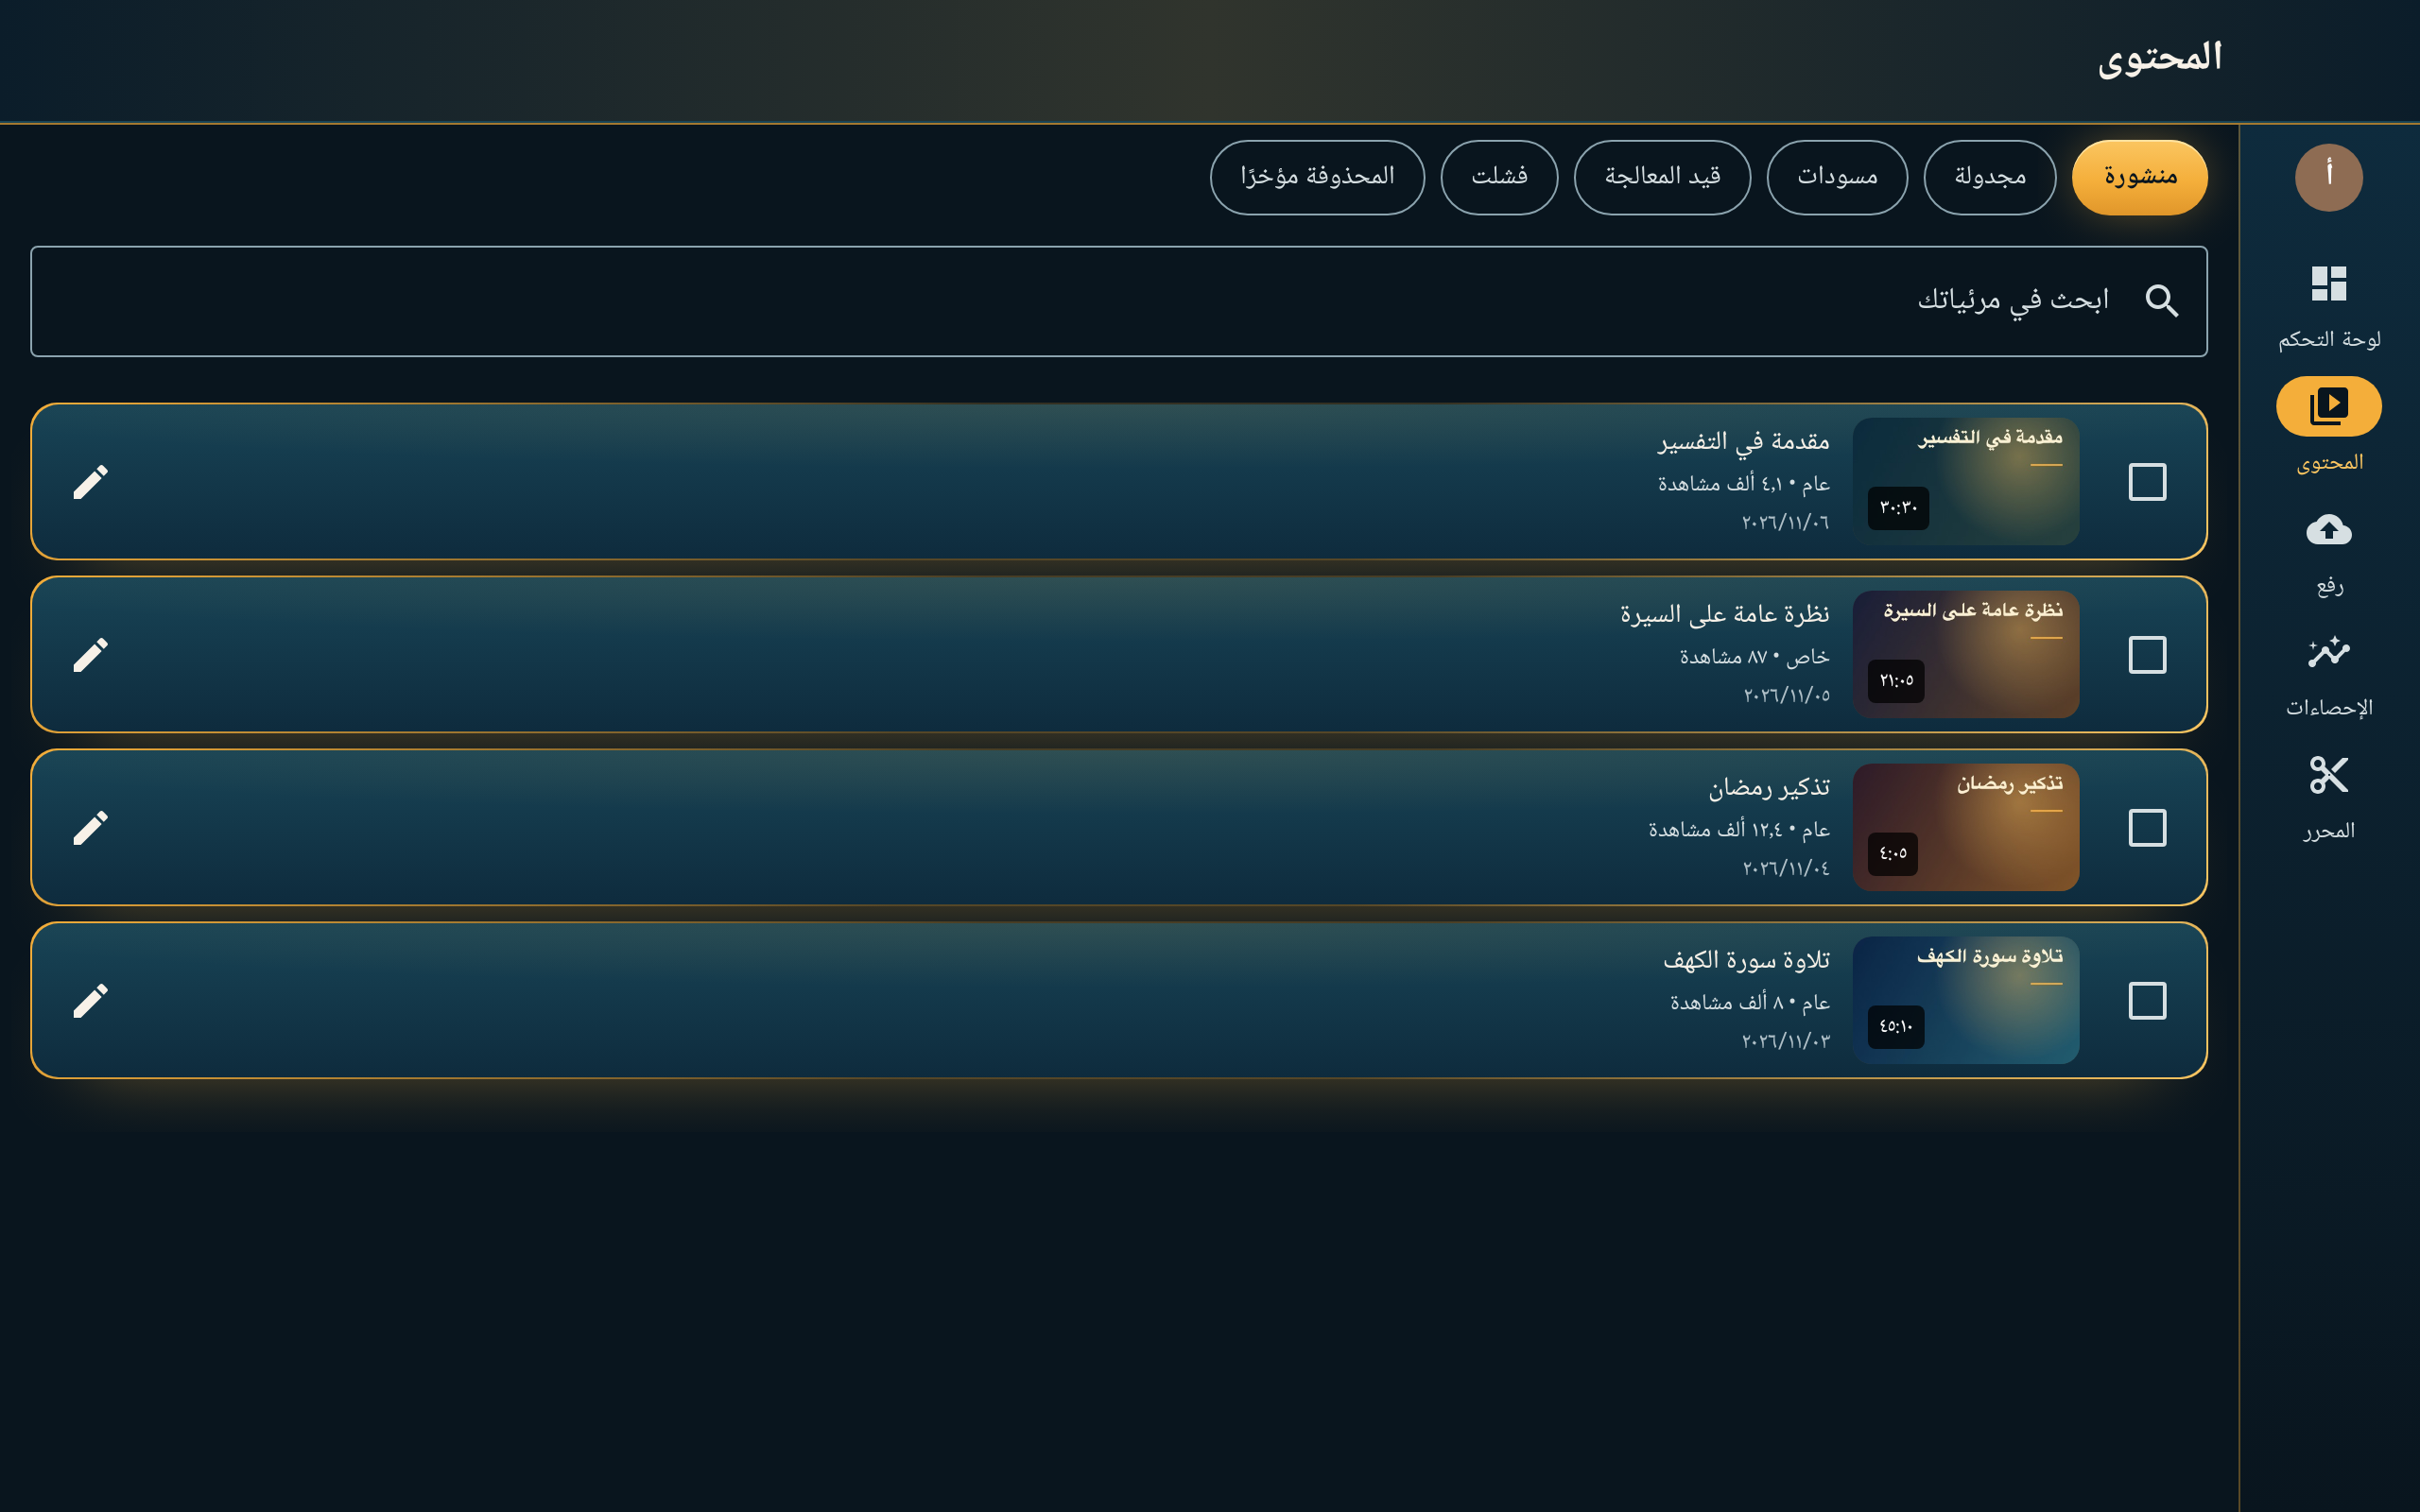 المحتوى
أ
لوحة التحكم
المحتوى
رفع
الإحصاءات
المحرر
منشورة
مجدولة
مسودات
قيد المعالجة
فشلت
المحذوفة مؤخرًا
ابحث في مرئياتك
مقدمة في التفسير
٣٠:٣٠
مقدمة في التفسير
عام • ٤٫١ ألف مشاهدة
٢٠٢٦/١١/٠٦
نظرة عامة على السيرة
٢١:٠٥
نظرة عامة على السيرة
خاص • ٨٧ مشاهدة
٢٠٢٦/١١/٠٥
تذكير رمضان
٤:٠٥
تذكير رمضان
عام • ١٢٫٤ ألف مشاهدة
٢٠٢٦/١١/٠٤
تلاوة سورة الكهف
٤٥:١٠
تلاوة سورة الكهف
عام • ٨ ألف مشاهدة
٢٠٢٦/١١/٠٣